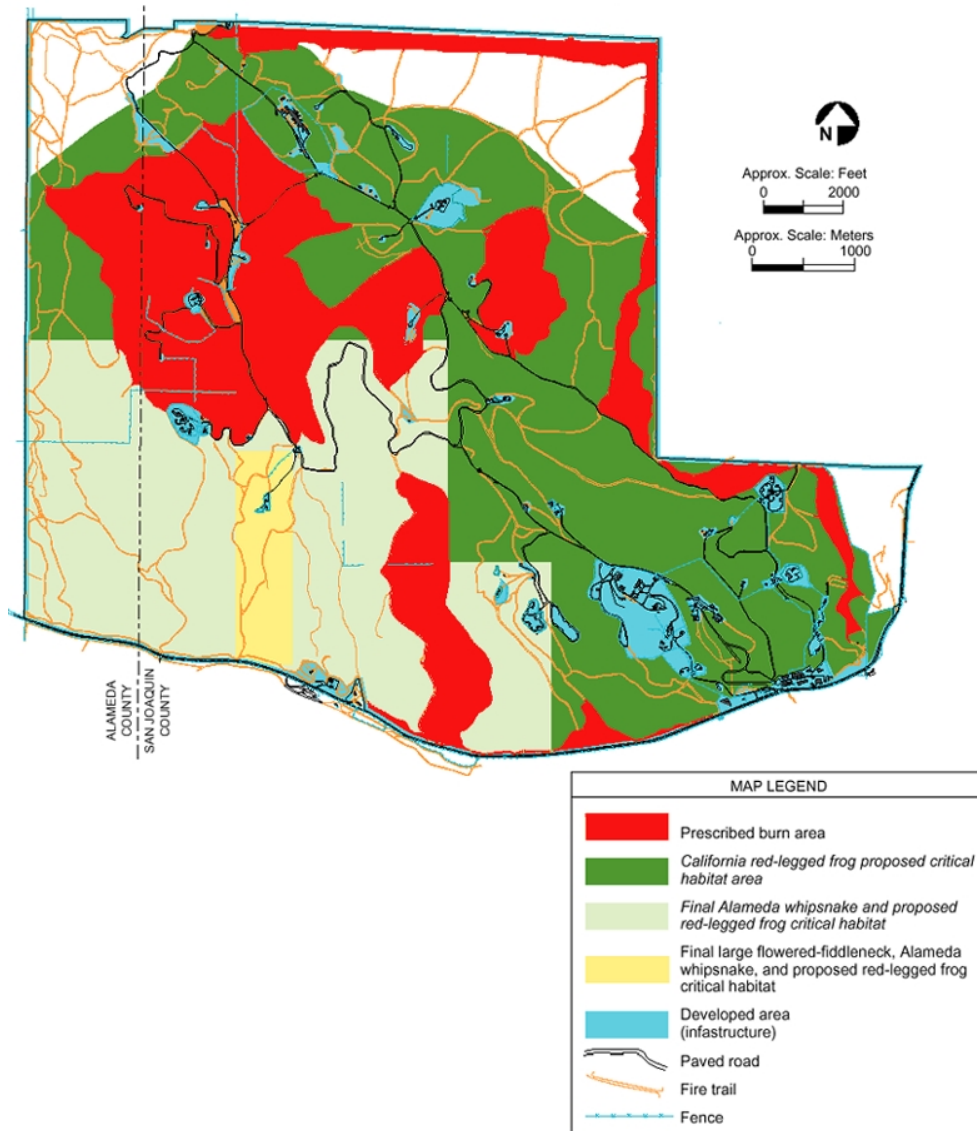 N
Approx. Scale: Feet
0 2000
Approx. Scale: Meters
0 1000
ALAMEDA
COUNTY
SAN JOAQUIN
COUNTY
MAP LEGEND
Prescribed burn area
California red-legged frog proposed critical
habitat area
Final Alameda whipsnake and proposed
red-legged frog critical habitat
Final large flowered-fiddleneck, Alameda
whipsnake, and proposed red-legged frog
critical habitat
Developed area
(infastructure)
Paved road
Fire trail
Fence